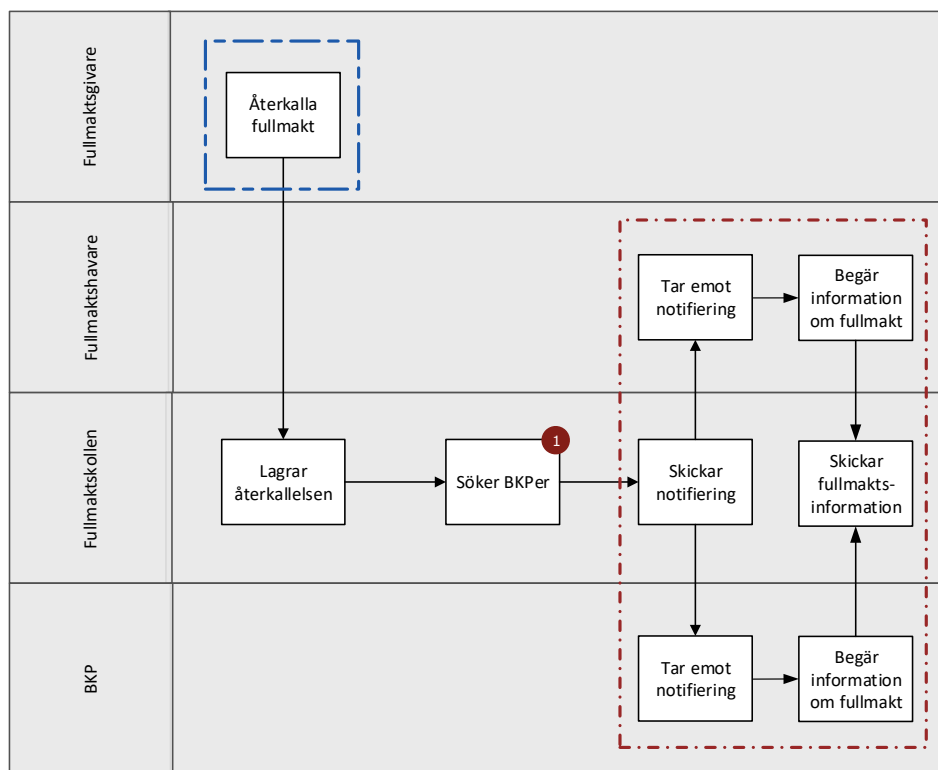 Fullmaktsgivare
Återkalla
fullmakt
Fullmaktshavare
Tar emot
notifiering
Begär
information
om fullmakt
Fullmaktskollen
Lagrar
återkallelsen
Söker BKPer
1
Skickar
notifiering
Skickar
fullmakts-
information
BKP
Tar emot
notifiering
Begär
information
om fullmakt